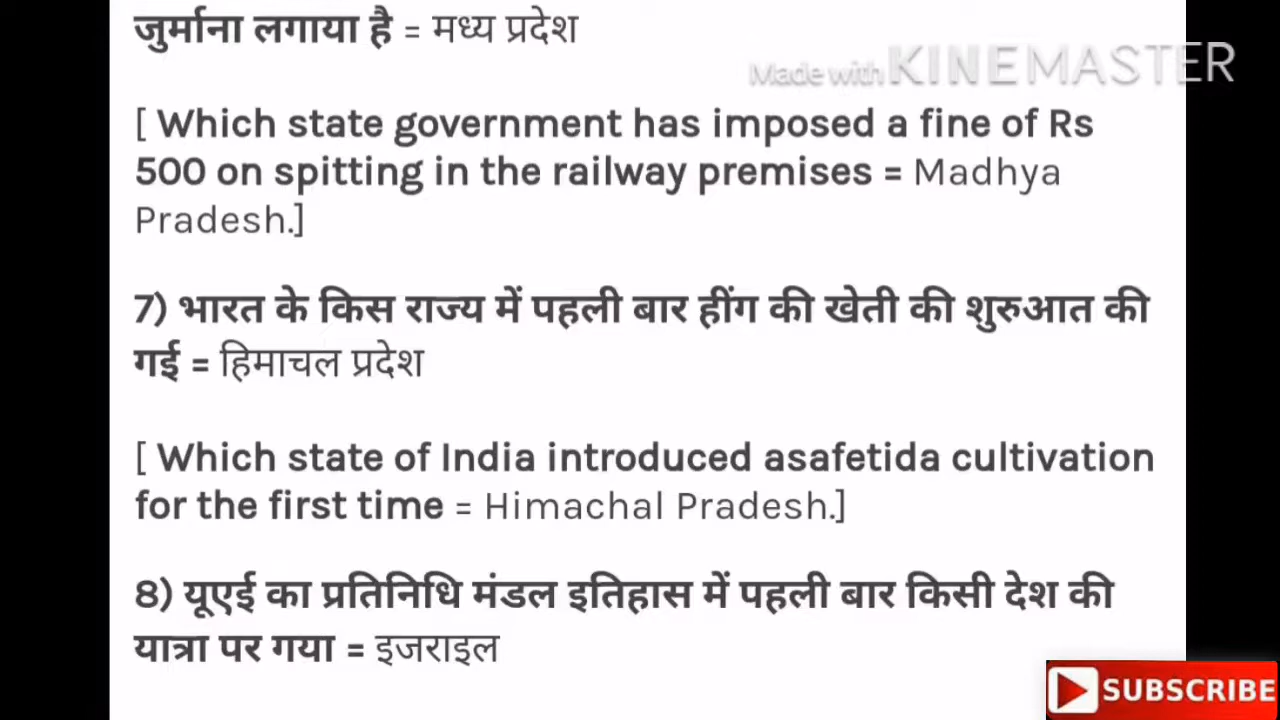 जुर्माना लगाया है = मध्य प्रदेश
Made with KINEMASTER
[ Which state government has imposed a fine of Rs
500 on spitting in the railway premises = Madhya
Pradesh.]
7) भारत के किस राज्य में पहली बार हींग की खेती की शुरुआत की
गई = हिमाचल प्रदेश
[ Which state of India introduced asafetida cultivation
for the first time = Himachal Pradesh.]
8) यूएई का प्रतिनिधि मंडल इतिहास में पहली बार किसी देश की
यात्रा पर गया = इजराइल
SUBSCRIBE